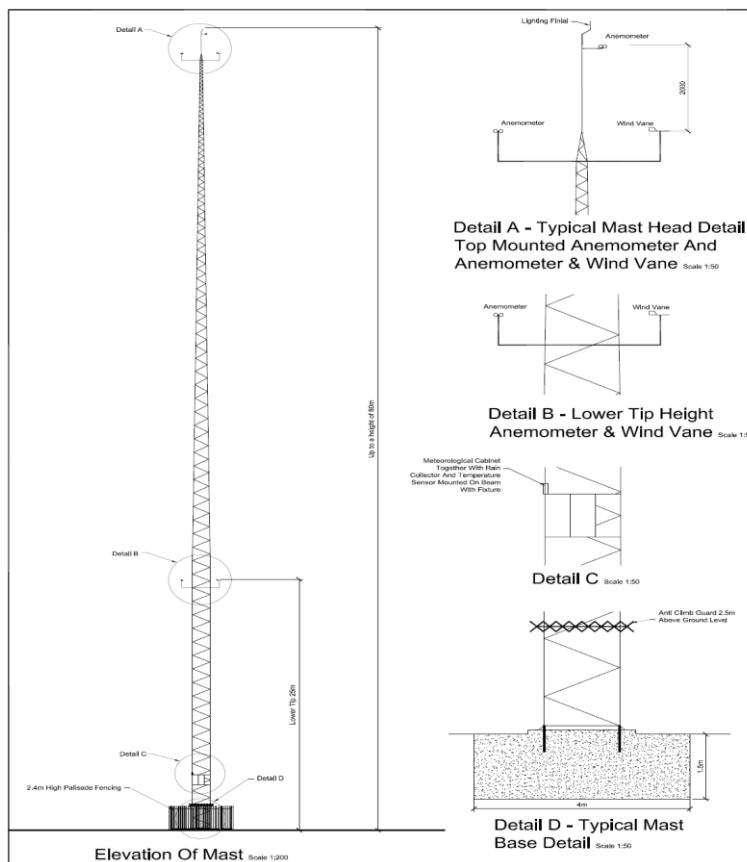 Detail A
Up to a height of 80m
Detail B
Lower Tip 25m
Detail C
Detail D
2.4m High Palisade Fencing
Elevation Of Mast Scale 1:200
Lighting Finial
Anemometer
2000
Anemometer
Wind Vane
Detail A - Typical Mast Head Detail
Top Mounted Anemometer And
Anemometer & Wind Vane Scale 1:50
Anemometer
Wind Vane
Detail B - Lower Tip Height
Anemometer & Wind Vane Scale 1:5
Meteorological Cabinet
Together With Rain
Collector And Temperature
Sensor Mounted On Beam
With Fixture
Detail C Scale 1:50
Anti Climb Guard 2.5m
Above Ground Level
1.5m
4m
Detail D - Typical Mast
Base Detail Scale 1:50